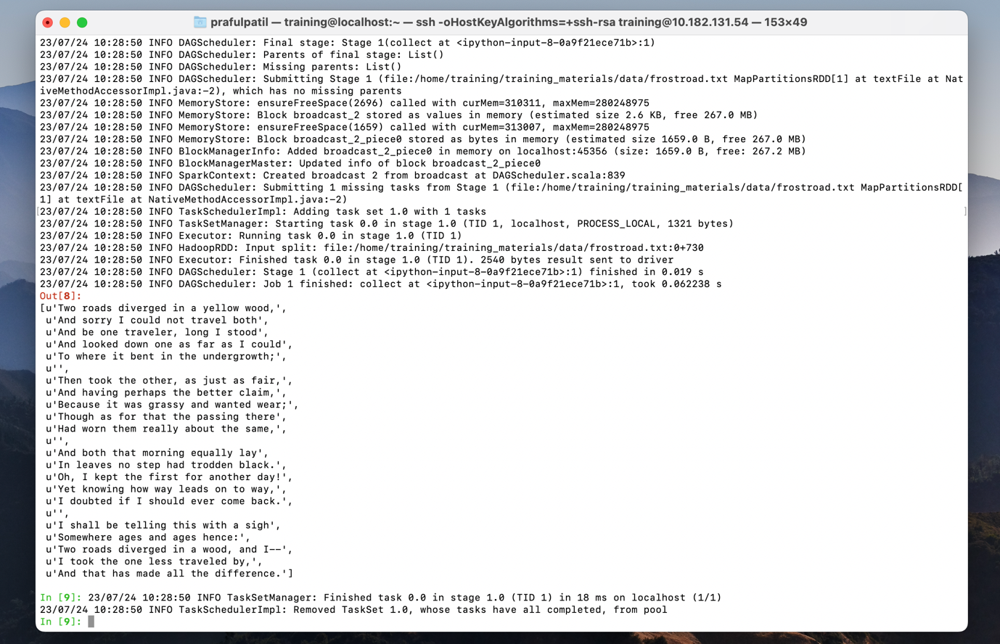 prafulpatil — training@localhost:~ — ssh -oHostKeyAlgorithms=+ssh-rsa training@10.182.131.54 — 153×49
23/07/24 10:28:50 INFO DAGScheduler: Final stage: Stage 1(collect at <ipython-input-8-0a9f21ece71b>:1)
23/07/24 10:28:50 INFO DAGScheduler: Parents of final stage: List()
23/07/24 10:28:50 INFO DAGScheduler: Missing parents: List()
23/07/24 10:28:50 INFO DAGScheduler: Submitting Stage 1 (file:/home/training/training_materials/data/frostroad.txt MapPartitionsRDD[1] at textFile at Nat
iveMethodAccessorImpl.java:-2), which has no missing parents
23/07/24 10:28:50 INFO MemoryStore: ensureFreeSpace(2696) called with curMem=310311, maxMem=280248975
23/07/24 10:28:50 INFO MemoryStore: Block broadcast_2 stored as values in memory (estimated size 2.6 KB, free 267.0 MB)
23/07/24 10:28:50 INFO MemoryStore: ensureFreeSpace(1659) called with curMem=313007, maxMem=280248975
23/07/24 10:28:50 INFO MemoryStore: Block broadcast_2_piece0 stored as bytes in memory (estimated size 1659.0 B, free 267.0 MB)
23/07/24 10:28:50 INFO BlockManagerInfo: Added broadcast_2_piece0 in memory on localhost:45356 (size: 1659.0 B, free: 267.2 MB)
23/07/24 10:28:50 INFO BlockManagerMaster: Updated info of block broadcast_2_piece0
23/07/24 10:28:50 INFO SparkContext: Created broadcast 2 from broadcast at DAGScheduler.scala:839
23/07/24 10:28:50 INFO DAGScheduler: Submitting 1 missing tasks from Stage 1 (file:/home/training/training_materials/data/frostroad.txt MapPartitionsRDD[
1] at textFile at NativeMethodAccessorImpl.java:-2)
[23/07/24 10:28:50 INFO TaskSchedulerImpl: Adding task set 1.0 with 1 tasks ]
23/07/24 10:28:50 INFO TaskSetManager: Starting task 0.0 in stage 1.0 (TID 1, localhost, PROCESS_LOCAL, 1321 bytes)
23/07/24 10:28:50 INFO Executor: Running task 0.0 in stage 1.0 (TID 1)
23/07/24 10:28:50 INFO HadoopRDD: Input split: file:/home/training/training_materials/data/frostroad.txt:0+730
23/07/24 10:28:50 INFO Executor: Finished task 0.0 in stage 1.0 (TID 1). 2540 bytes result sent to driver
23/07/24 10:28:50 INFO DAGScheduler: Stage 1 (collect at <ipython-input-8-0a9f21ece71b>:1) finished in 0.019 s
23/07/24 10:28:50 INFO DAGScheduler: Job 1 finished: collect at <ipython-input-8-0a9f21ece71b>:1, took 0.062238 s
Out[8]:
[u'Two roads diverged in a yellow wood,',
 u'And sorry I could not travel both',
 u'And be one traveler, long I stood',
 u'And looked down one as far as I could',
 u'To where it bent in the undergrowth;',
 u'',
 u'Then took the other, as just as fair,',
 u'And having perhaps the better claim,',
 u'Because it was grassy and wanted wear;',
 u'Though as for that the passing there',
 u'Had worn them really about the same,',
 u'',
 u'And both that morning equally lay',
 u'In leaves no step had trodden black.',
 u'Oh, I kept the first for another day!',
 u'Yet knowing how way leads on to way,',
 u'I doubted if I should ever come back.',
 u'',
 u'I shall be telling this with a sigh',
 u'Somewhere ages and ages hence:',
 u'Two roads diverged in a wood, and I--',
 u'I took the one less traveled by,',
 u'And that has made all the difference.']
In [9]: 23/07/24 10:28:50 INFO TaskSetManager: Finished task 0.0 in stage 1.0 (TID 1) in 18 ms on localhost (1/1)
23/07/24 10:28:50 INFO TaskSchedulerImpl: Removed TaskSet 1.0, whose tasks have all completed, from pool
In [9]: